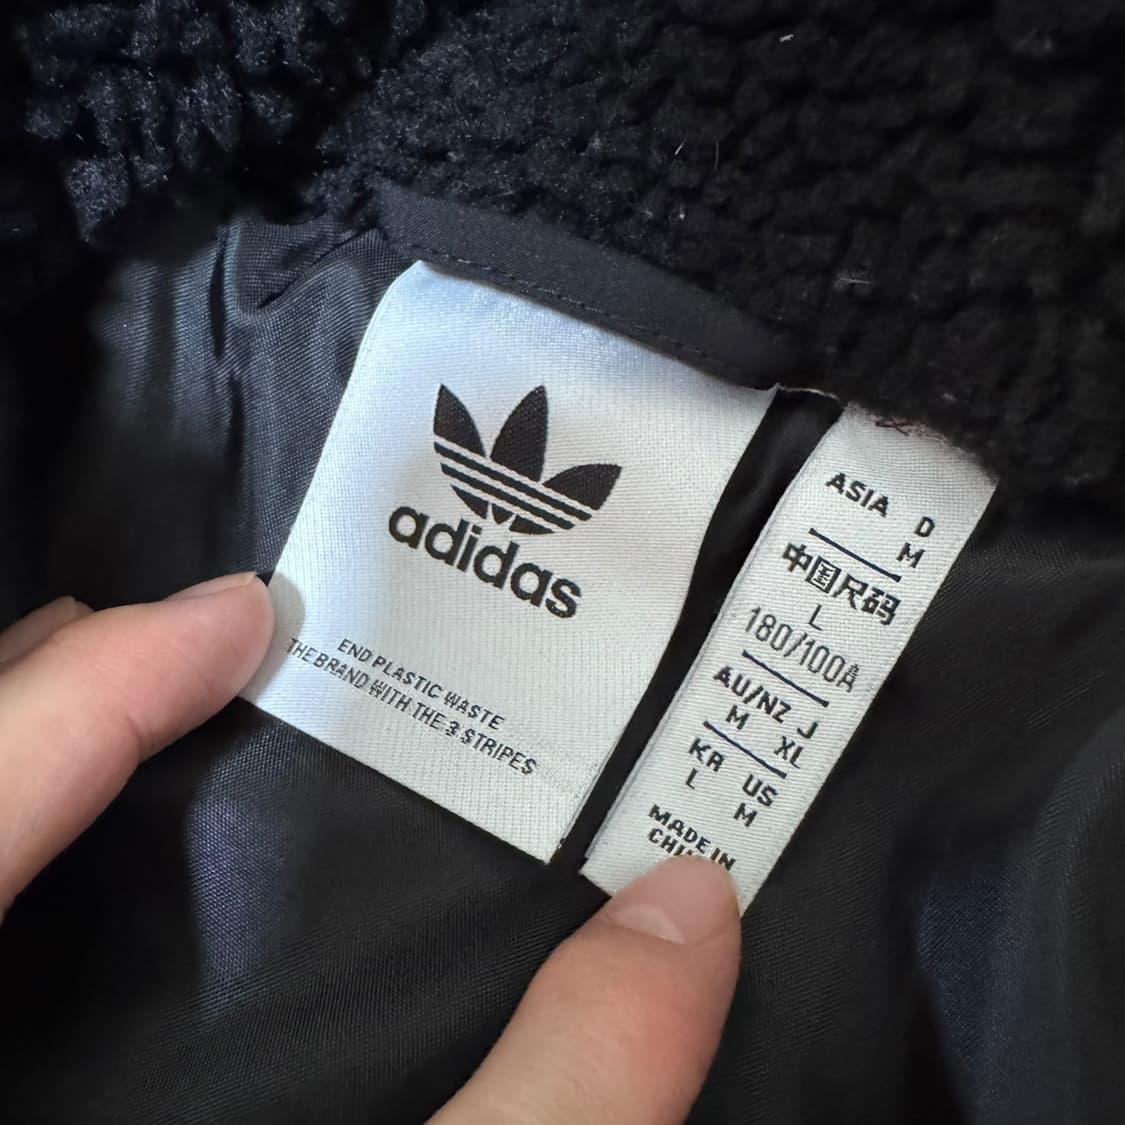 adidas
END PLASTIC WASTE
THE BRAND WITH THE 3 STRIPES
ASIA D
M
中国尺码
L
180/100A
AU/NZ J
M XL
KR US
L M
MADE IN
CHINA